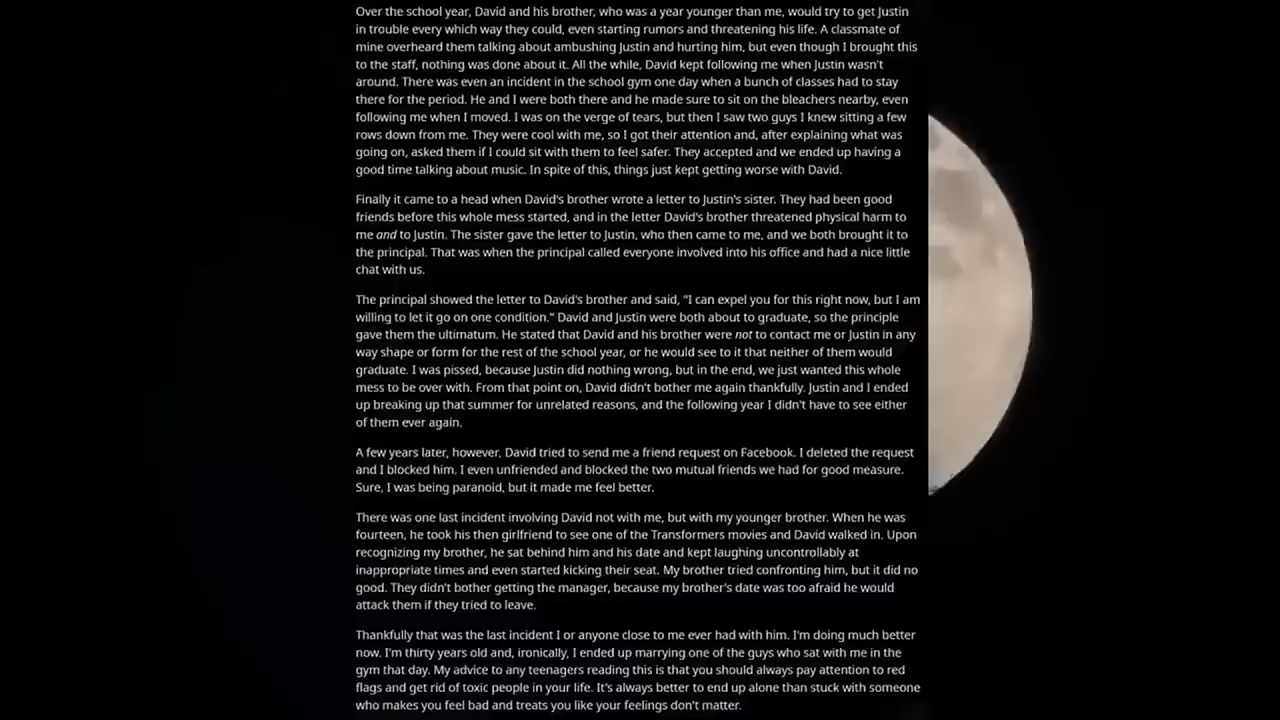 Over the school year, David and his brother, who was a year younger than me, would try to get Justin
in trouble every which way they could, even starting rumors and threatening his life. A classmate of
mine overheard them talking about ambushing Justin and hurting him, but even though I brought this
to the staff, nothing was done about it. All the while, David kept following me when Justin wasn't
around. There was even an incident in the school gym one day when a bunch of classes had to stay
there for the period. He and I were both there and he made sure to sit on the bleachers nearby, even
following me when I moved. I was on the verge of tears, but then I saw two guys I knew sitting a few
rows down from me. They were cool with me, so I got their attention and, after explaining what was
going on, asked them if I could sit with them to feel safer. They accepted and we ended up having a
good time talking about music. In spite of this, things just kept getting worse with David.
Finally it came to a head when David's brother wrote a letter to Justin's sister. They had been good
friends before this whole mess started, and in the letter David's brother threatened physical harm to
me and to Justin. The sister gave the letter to Justin, who then came to me, and we both brought it to
the principal. That was when the principal called everyone involved into his office and had a nice little
chat with us.
The principal showed the letter to David's brother and said, "I can expel you for this right now, but I am
willing to let it go on one condition." David and Justin were both about to graduate, so the principle
gave them the ultimatum. He stated that David and his brother were not to contact me or Justin in any
way shape or form for the rest of the school year, or he would see to it that neither of them would
graduate. I was pissed, because Justin did nothing wrong, but in the end, we just wanted this whole
mess to be over with. From that point on, David didn't bother me again thankfully. Justin and I ended
up breaking up that summer for unrelated reasons, and the following year I didn't have to see either
of them ever again.
A few years later, however, David tried to send me a friend request on Facebook. I deleted the request
and I blocked him. I even unfriended and blocked the two mutual friends we had for good measure.
Sure, I was being paranoid, but it made me feel better.
There was one last incident involving David not with me, but with my younger brother. When he was
fourteen, he took his then girlfriend to see one of the Transformers movies and David walked in. Upon
recognizing my brother, he sat behind him and his date and kept laughing uncontrollably at
inappropriate times and even started kicking their seat. My brother tried confronting him, but it did no
good. They didn't bother getting the manager, because my brother's date was too afraid he would
attack them if they tried to leave.
Thankfully that was the last incident I or anyone close to me ever had with him. I'm doing much better
now. I'm thirty years old and, ironically, I ended up marrying one of the guys who sat with me in the
gym that day. My advice to any teenagers reading this is that you should always pay attention to red
flags and get rid of toxic people in your life. It's always better to end up alone than stuck with someone
who makes you feel bad and treats you like your feelings don't matter.